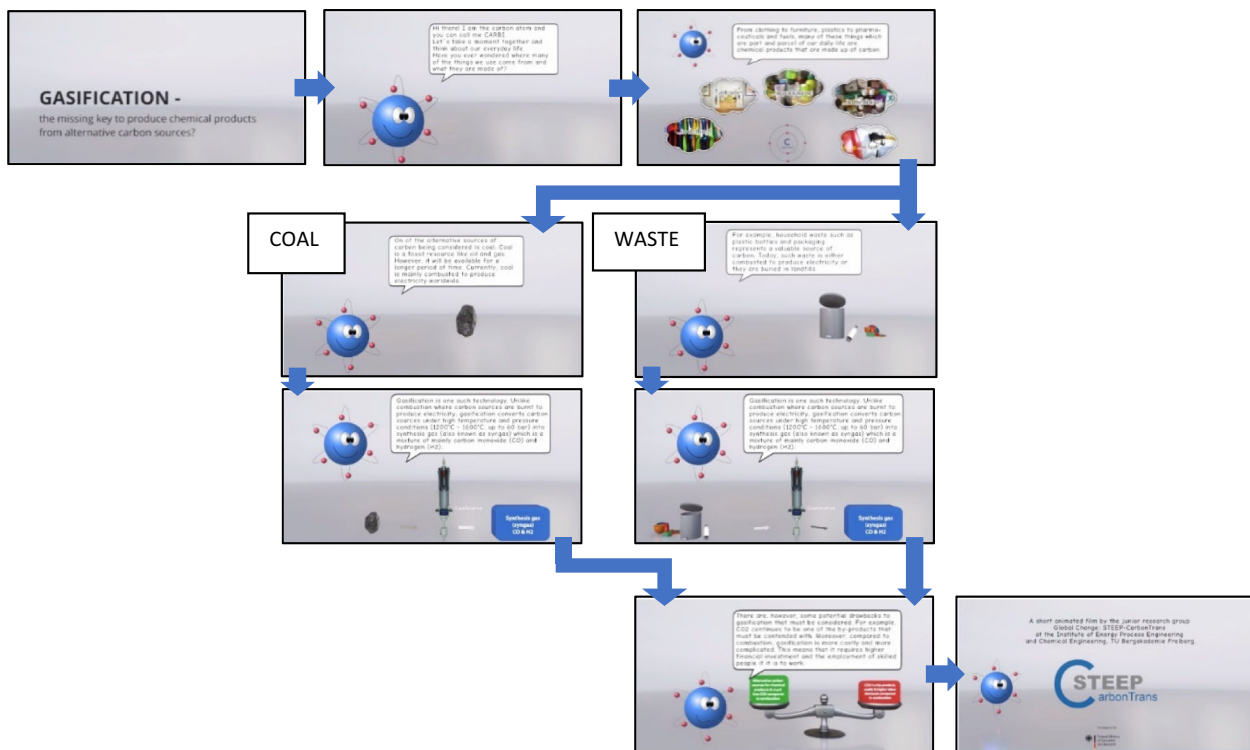 GASIFICATION -
the missing key to produce chemical products
from alternative carbon sources?
Hi there! I am the carbon atom and
you can call me CARBI.
Let's take a moment together and
think about our everyday life.
Have you ever wondered where many
of the things we use come from and
what they are made of?
From clothing to furniture, plastics to pharma-
ceuticals and fuels, many of these things which
are part and parcel of our daily life are
chemical products that are made up of carbon.
C
COAL
On of the alternative sources of
carbon being considered is coal. Coal
is a fossil resource like oil and gas.
However, it will be available for a
longer period of time. Currently, coal
is mainly combusted to produce
electricity worldwide.
WASTE
For example, household waste such as
plastic bottles and packaging
represents a valuable source of
carbon. Today, such waste is either
combusted to produce electricity or
they are buried in landfills.
Gasification is one such technology. Unlike
combustion where carbon sources are burnt to
produce electricity, gasification converts carbon
sources under high temperature and pressure
conditions (1200°C - 1600°C, up to 60 bar) into
synthesis gas (also known as syngas) which is a
mixture of mainly carbon monoxide (CO) and
hydrogen (H2).
Synthesis gas
(syngas)
CO & H2
Gasification is one such technology. Unlike
combustion where carbon sources are burnt to
produce electricity, gasification converts carbon
sources under high temperature and pressure
conditions (1200°C - 1600°C, up to 60 bar) into
synthesis gas (also known as syngas) which is a
mixture of mainly carbon monoxide (CO) and
hydrogen (H2).
Synthesis gas
(syngas)
CO & H2
There are, however, some potential drawbacks to
gasification that must be considered. For example,
CO2 continues to be one of the by-products that
must be contended with. Moreover, compared to
combustion, gasification is more costly and more
complicated. This means that it requires higher
financial investment and the employment of skilled
people if it is to work.
A short animated film by the junior research group
Global Change: STEEP-CarbonTrans
at the Institute of Energy Process Engineering
and Chemical Engineering, TU Bergakademie Freiberg.
STEEP
CarbonTrans